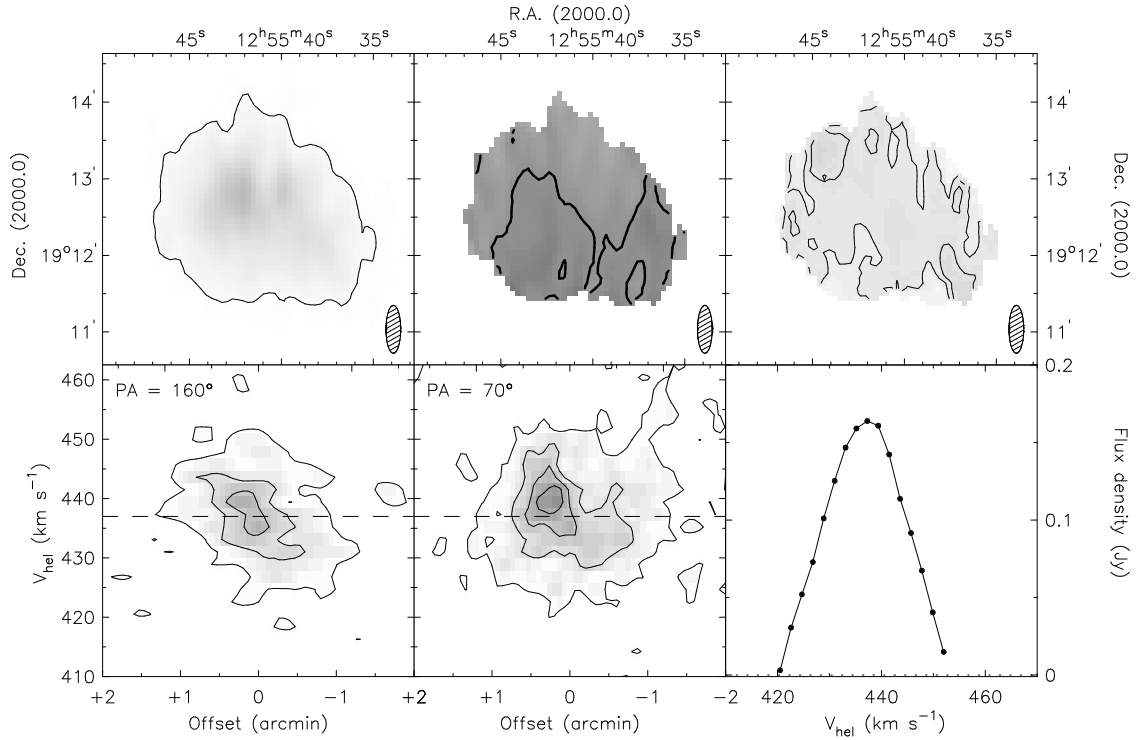 R.A. (2000.0)
45ˢ 12ʰ55ᵐ40ˢ 35ˢ
45ˢ 12ʰ55ᵐ40ˢ 35ˢ
45ˢ 12ʰ55ᵐ40ˢ 35ˢ
Dec. (2000.0)
14'
13'
19°12'
11'
14'
13'
19°12'
11'
Dec. (2000.0)
PA = 160°
PA = 70°
V_hel (km s⁻¹)
460
450
440
430
420
410
0.2
0.1
0
Flux density (Jy)
+2 +1 0 -1 +2 +1 0 -1 -2 420 440 460
Offset (arcmin) Offset (arcmin) V_hel (km s⁻¹)